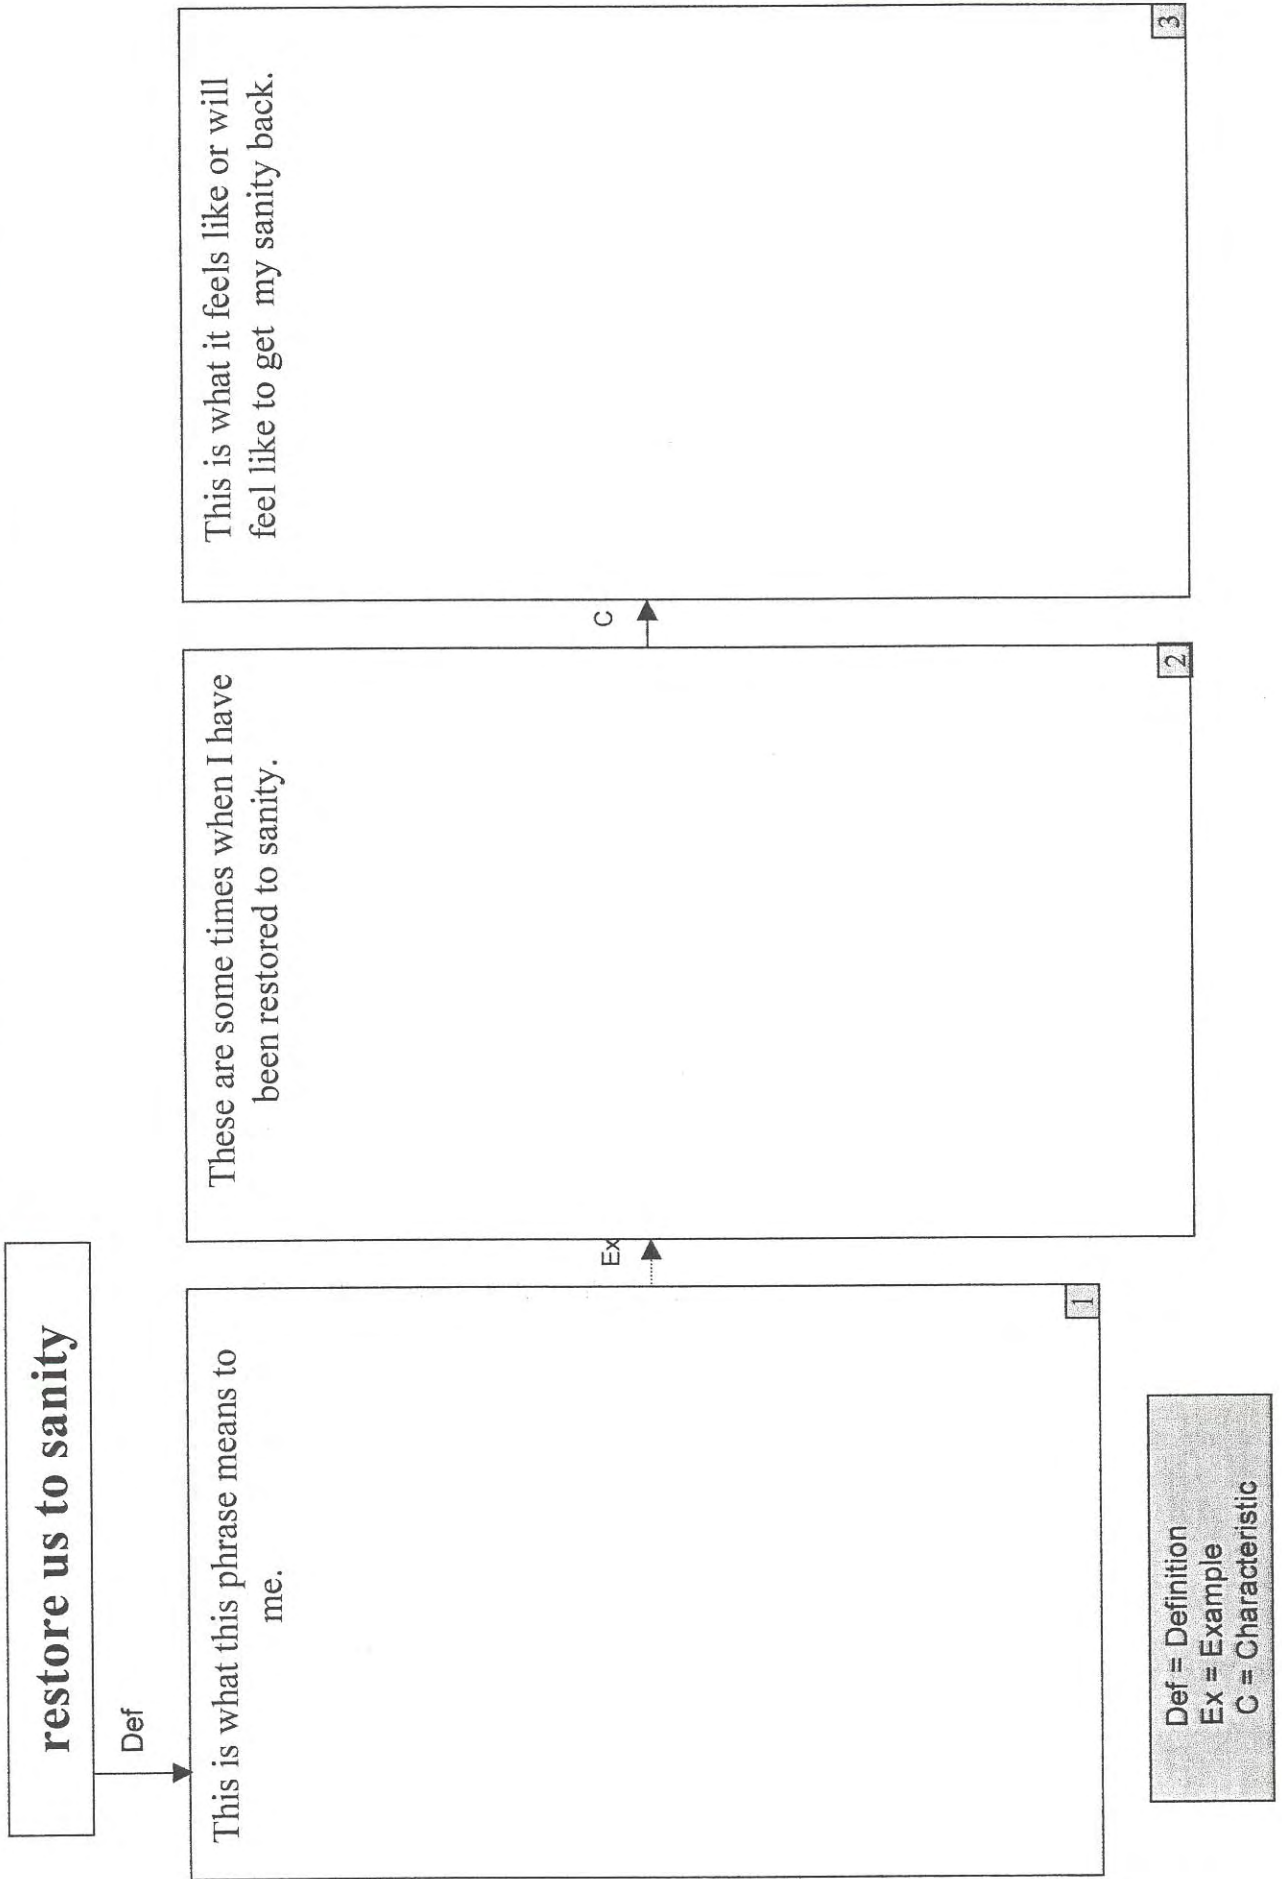 restore us to sanity
Def
This is what this phrase means to
me.
1
Ex
These are some times when I have
been restored to sanity.
2
C
This is what it feels like or will
feel like to get my sanity back.
3
Def = Definition
Ex = Example
C = Characteristic